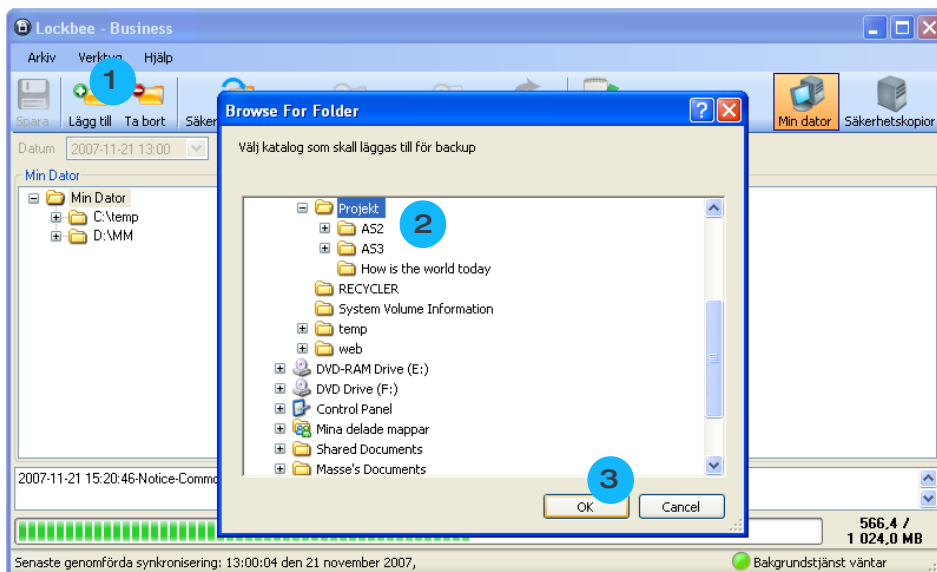 Lockbee - Business
Arkiv Verktyg Hjälp
1
Spara Lägg till Ta bort Min dator Säkerhetskopior
Datum 2007-11-21 13:00
Min Dator
Min Dator
C:\temp
D:\MM
Browse For Folder
Välj katalog som skall läggas till för backup
Projekt
2
AS2
AS3
How is the world today
RECYCLER
System Volume Information
temp
web
DVD-RAM Drive (E:)
DVD Drive (F:)
Control Panel
Mina delade mappar
Shared Documents
Masse's Documents
3
OK Cancel
2007-11-21 15:20:46-Notice-Commo
566,4 /
1 024,0 MB
Senaste genomförda synkronisering: 13:00:04 den 21 november 2007,
Bakgrundstjänst väntar